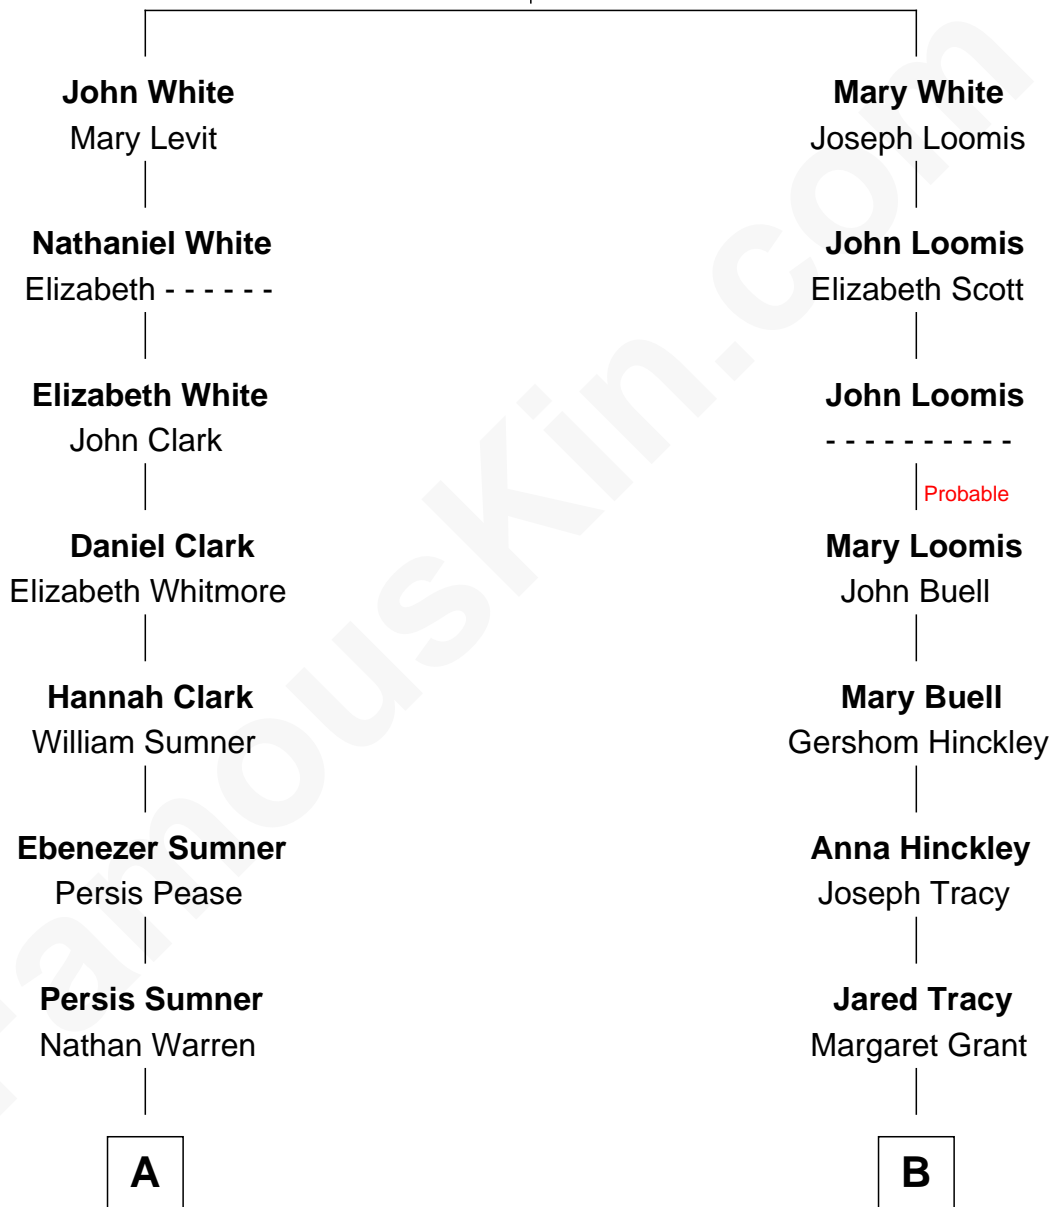 John White
Mary Levit
Mary White
Joseph Loomis
Nathaniel White
Elizabeth - - - - - -
John Loomis
Elizabeth Scott
Elizabeth White
John Clark
John Loomis
- - - - - - - - - -
Probable
Daniel Clark
Elizabeth Whitmore
Mary Loomis
John Buell
Hannah Clark
William Sumner
Mary Buell
Gershom Hinckley
Ebenezer Sumner
Persis Pease
Anna Hinckley
Joseph Tracy
Persis Sumner
Nathan Warren
Jared Tracy
Margaret Grant
A
B
FamousKin.com